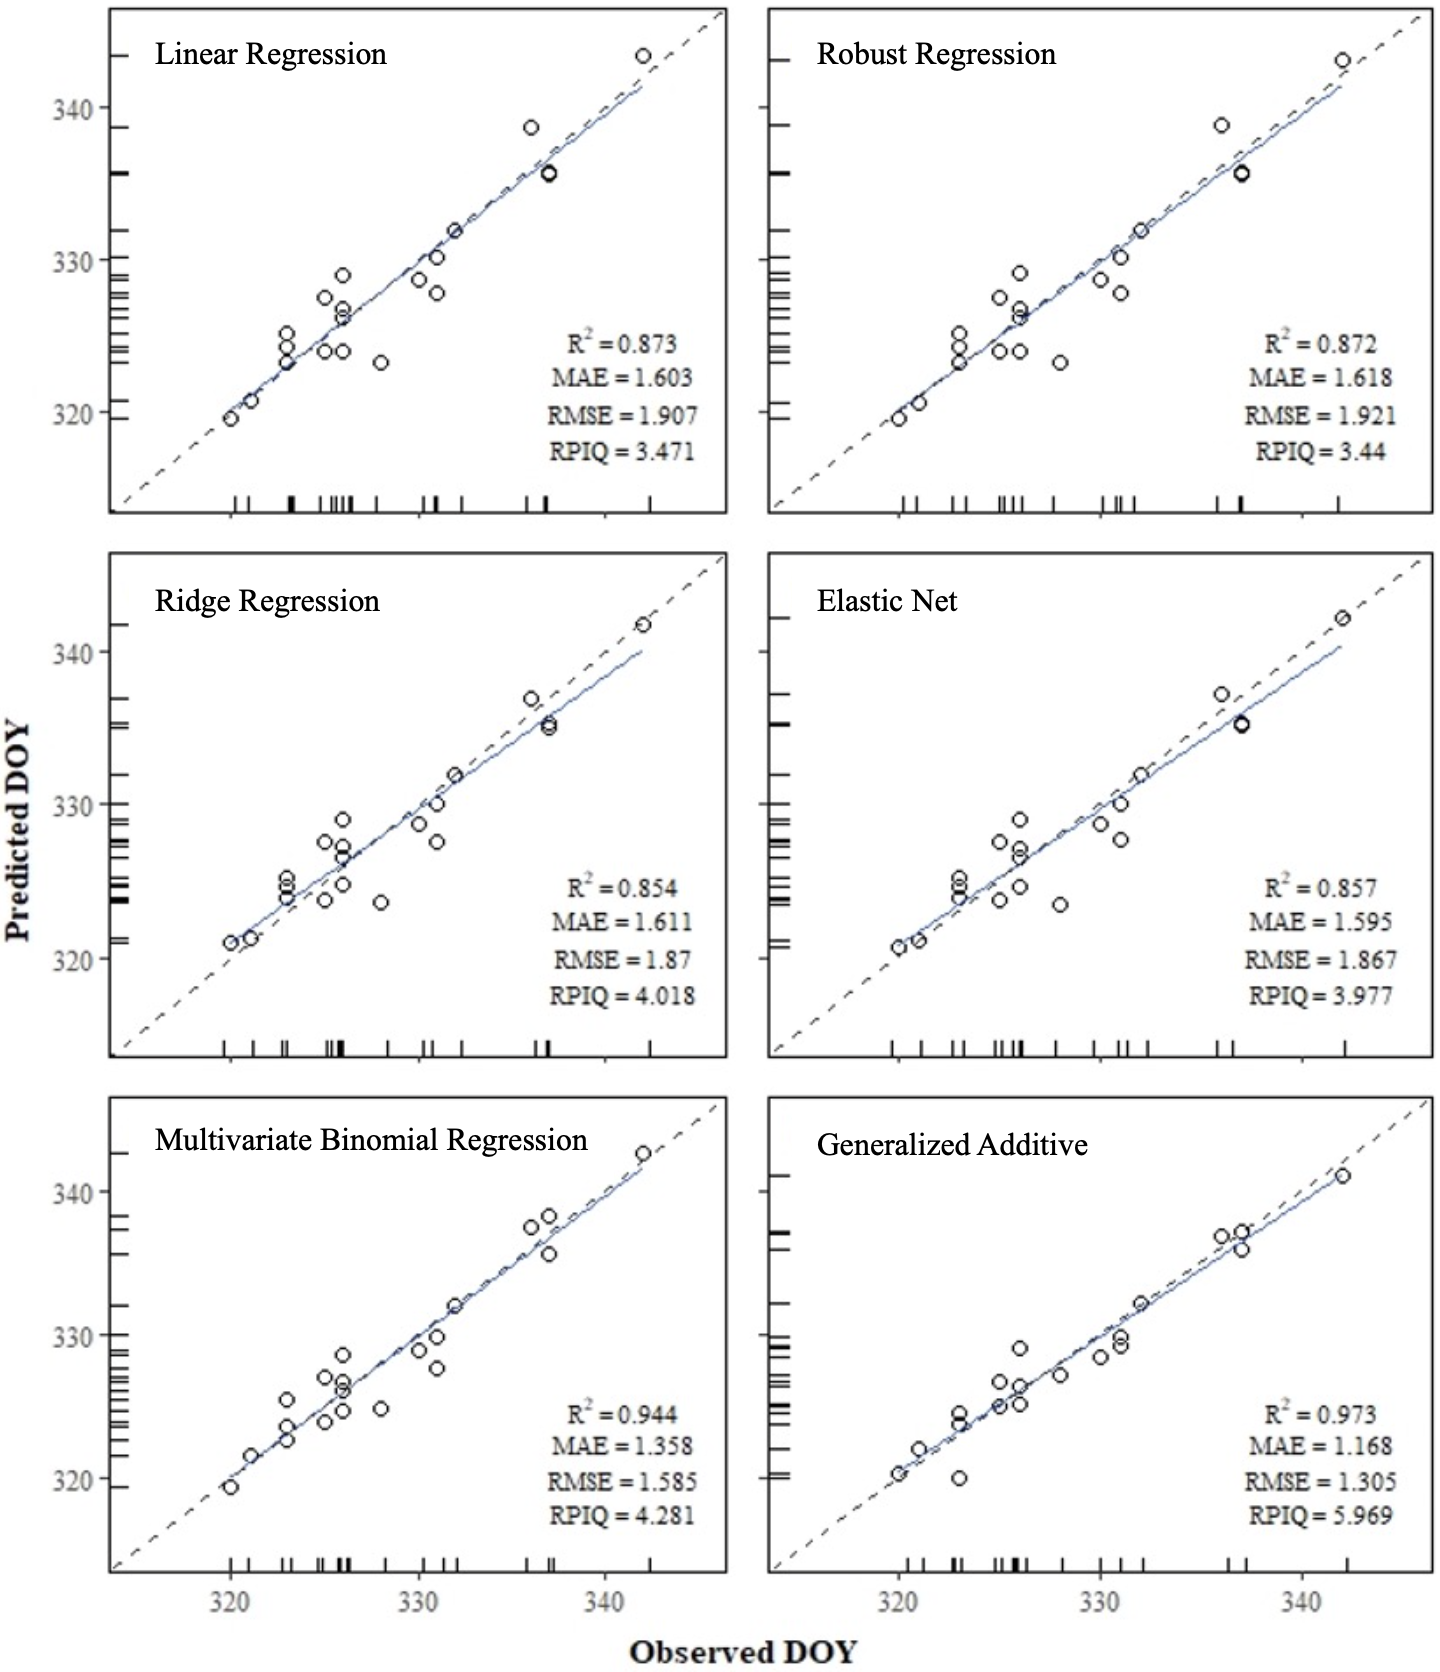 Linear Regression
340
330
320
R² = 0.873
MAE = 1.603
RMSE = 1.907
RPIQ = 3.471
Robust Regression
R² = 0.872
MAE = 1.618
RMSE = 1.921
RPIQ = 3.44
Ridge Regression
340
330
320
R² = 0.854
MAE = 1.611
RMSE = 1.87
RPIQ = 4.018
Elastic Net
R² = 0.857
MAE = 1.595
RMSE = 1.867
RPIQ = 3.977
Predicted DOY
Multivariate Binomial Regression
340
330
320
R² = 0.944
MAE = 1.358
RMSE = 1.585
RPIQ = 4.281
Generalized Additive
R² = 0.973
MAE = 1.168
RMSE = 1.305
RPIQ = 5.969
320 330 340
320 330 340
Observed DOY